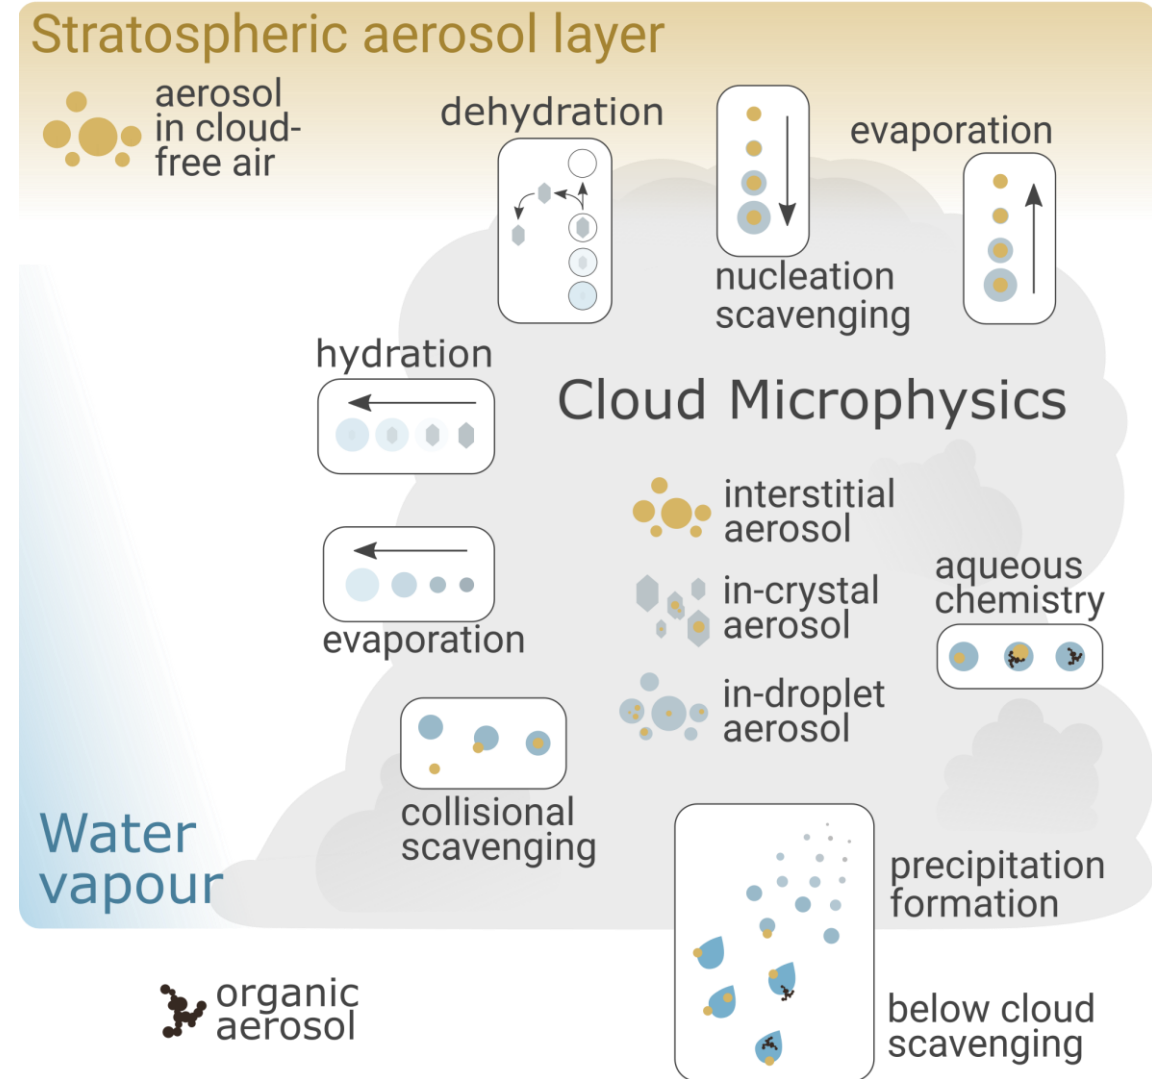 Stratospheric aerosol layer
aerosol
in cloud-
free air
dehydration
evaporation
nucleation
scavenging
hydration
Cloud Microphysics
interstitial
aerosol
in-crystal
aerosol
aqueous
chemistry
evaporation
in-droplet
aerosol
collisional
scavenging
Water
vapour
precipitation
formation
organic
aerosol
below cloud
scavenging